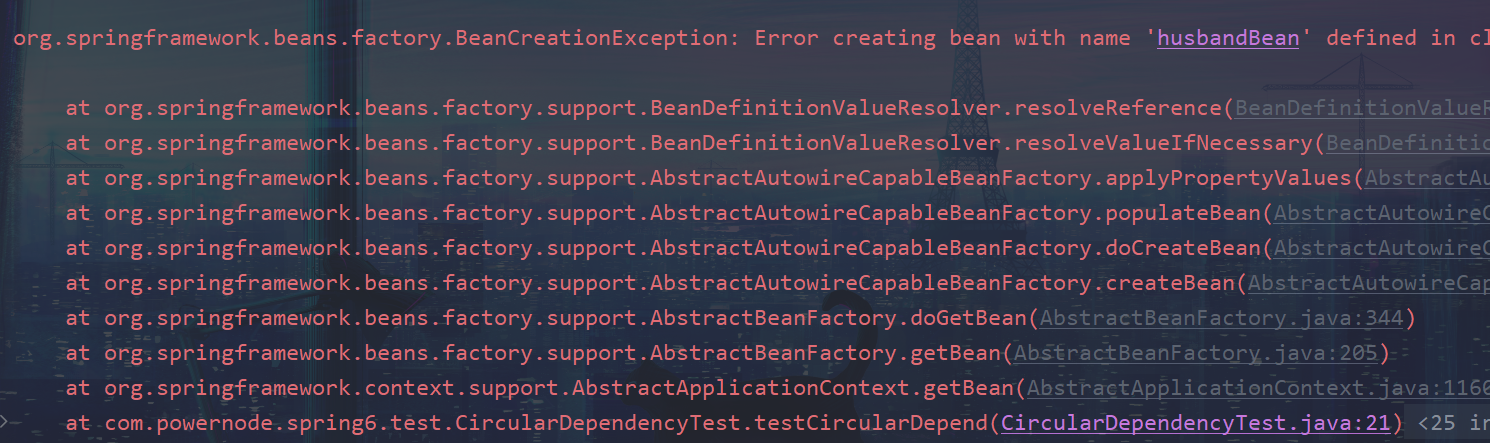 org.springframework.beans.factory.BeanCreationException: Error creating bean with name 'husbandBean' defined in cl
at org.springframework.beans.factory.support.BeanDefinitionValueResolver.resolveReference(BeanDefinitionValueR
at org.springframework.beans.factory.support.BeanDefinitionValueResolver.resolveValueIfNecessary(BeanDefinitio
at org.springframework.beans.factory.support.AbstractAutowireCapableBeanFactory.applyPropertyValues(AbstractAu
at org.springframework.beans.factory.support.AbstractAutowireCapableBeanFactory.populateBean(AbstractAutowireC
at org.springframework.beans.factory.support.AbstractAutowireCapableBeanFactory.doCreateBean(AbstractAutowireC
at org.springframework.beans.factory.support.AbstractAutowireCapableBeanFactory.createBean(AbstractAutowireCap
at org.springframework.beans.factory.support.AbstractBeanFactory.doGetBean(AbstractBeanFactory.java:344)
at org.springframework.beans.factory.support.AbstractBeanFactory.getBean(AbstractBeanFactory.java:205)
at org.springframework.context.support.AbstractApplicationContext.getBean(AbstractApplicationContext.java:1160
at com.powernode.spring6.test.CircularDependencyTest.testCircularDepend(CircularDependencyTest.java:21) <25 in